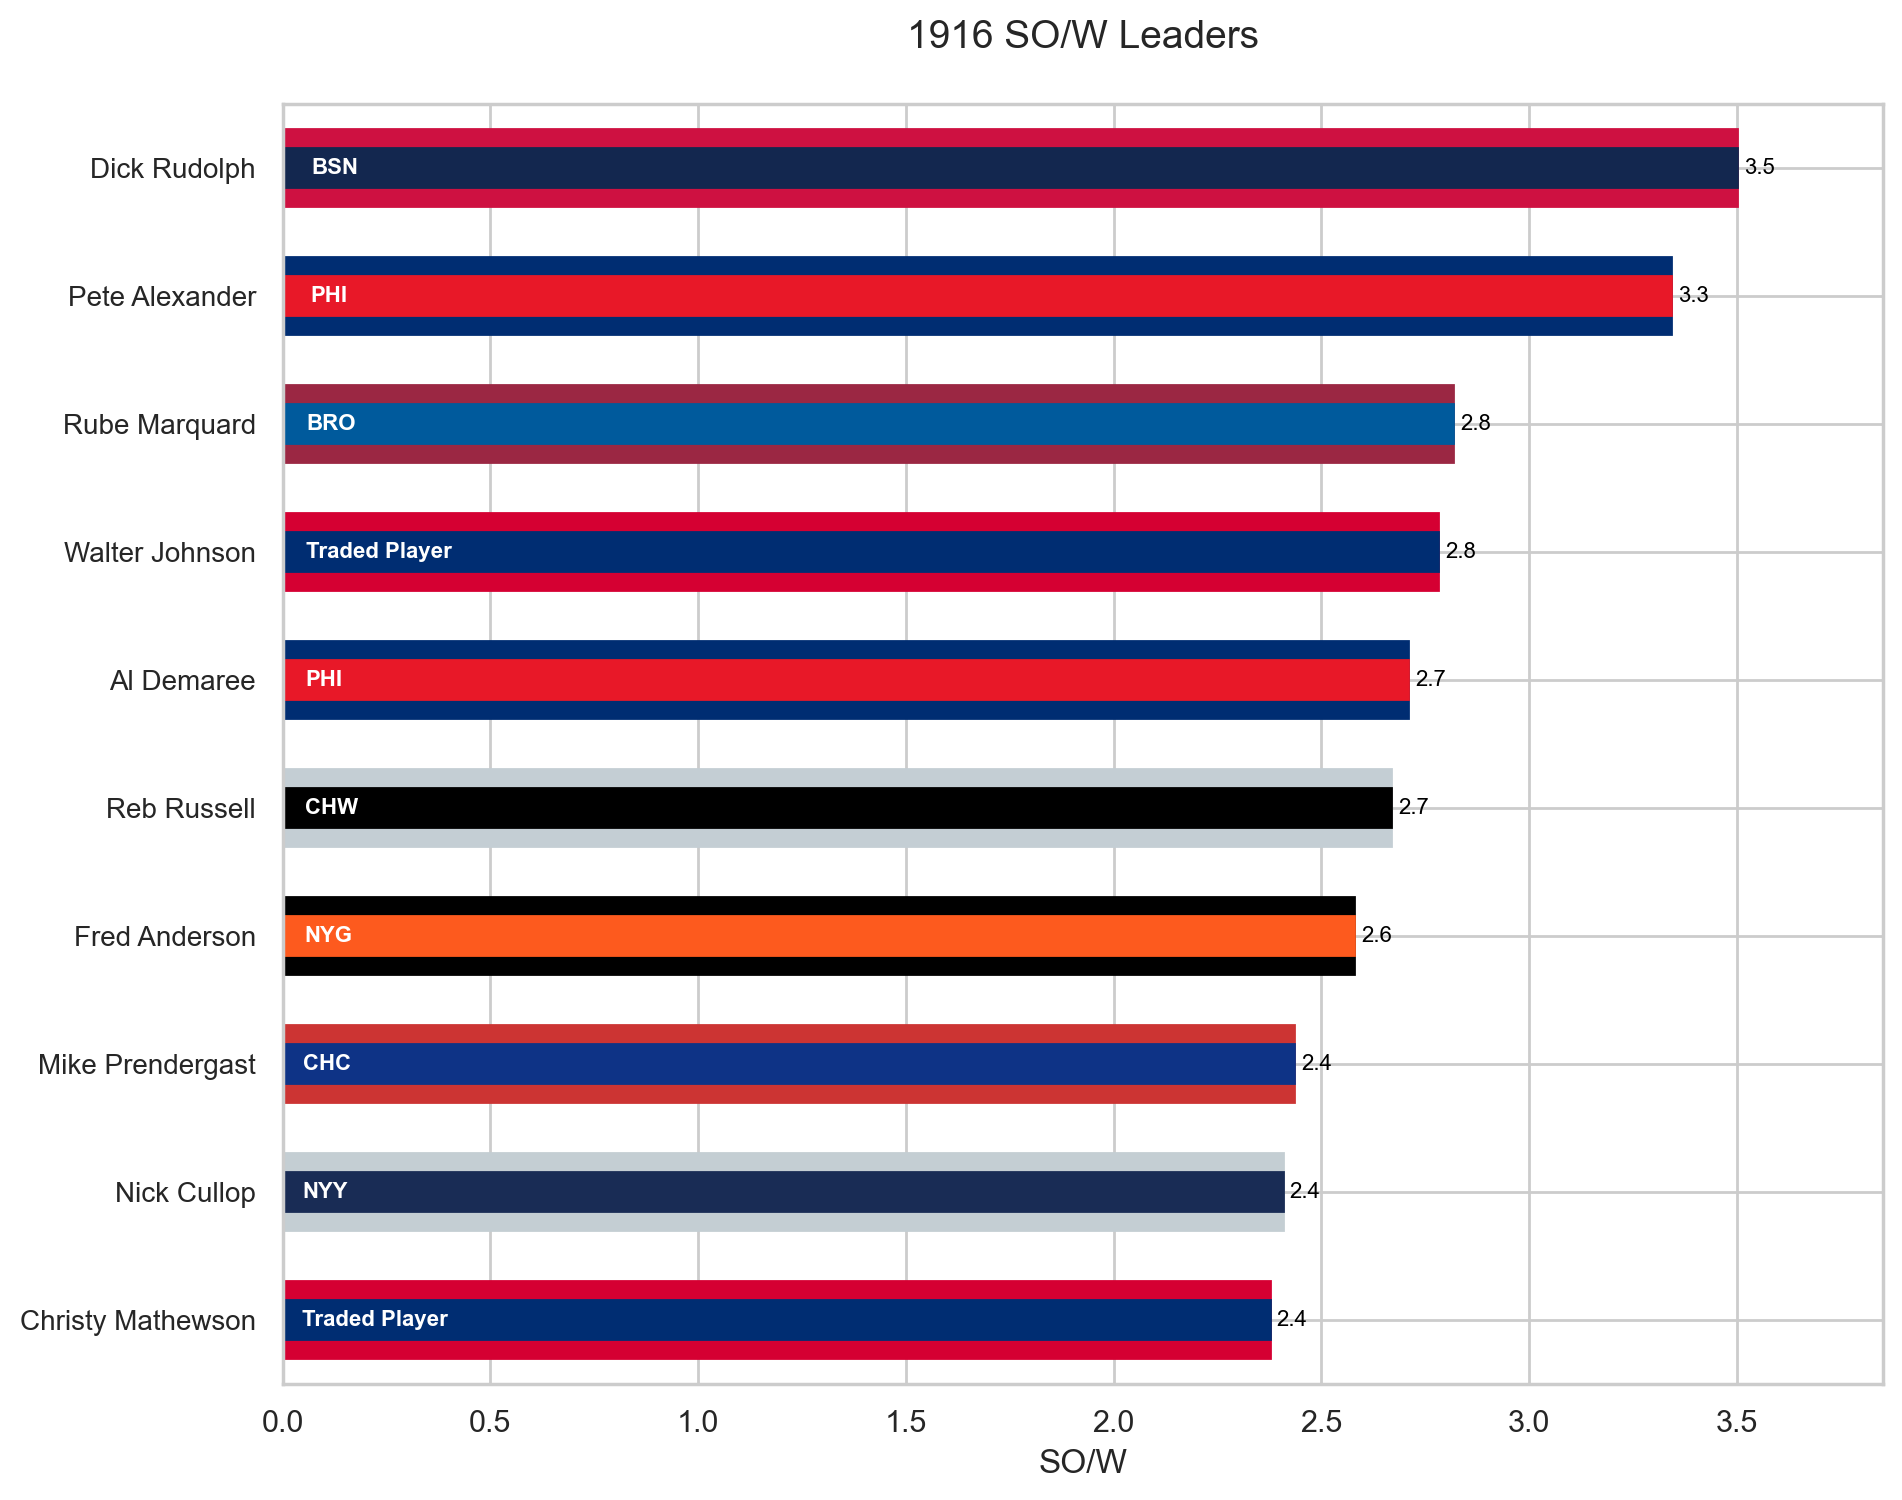 1916 SO/W Leaders
Dick Rudolph BSN 3.5
Pete Alexander PHI 3.3
Rube Marquard BRO 2.8
Walter Johnson Traded Player 2.8
Al Demaree PHI 2.7
Reb Russell CHW 2.7
Fred Anderson NYG 2.6
Mike Prendergast CHC 2.4
Nick Cullop NYY 2.4
Christy Mathewson Traded Player 2.4
0.0 0.5 1.0 1.5 2.0 2.5 3.0 3.5
SO/W